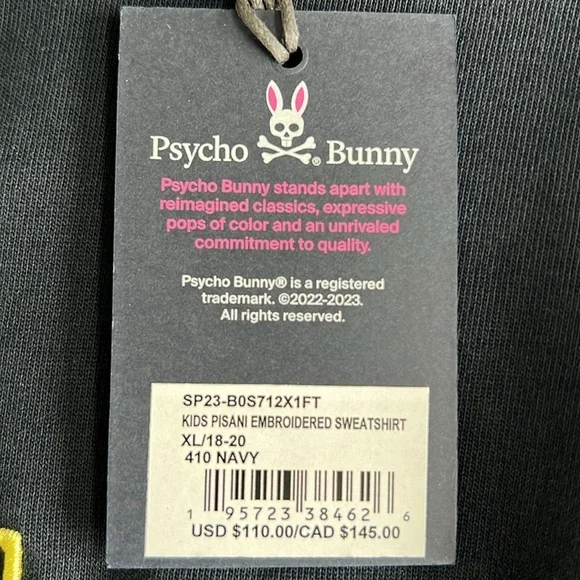 Psycho ® Bunny
Psycho Bunny stands apart with
reimagined classics, expressive
pops of color and an unrivaled
commitment to quality.
Psycho Bunny® is a registered
trademark. ©2022-2023.
All rights reserved.
SP23-B0S712X1FT
KIDS PISANI EMBROIDERED SWEATSHIRT
XL/18-20
410 NAVY
1 95723 38462 6
USD $110.00/CAD $145.00